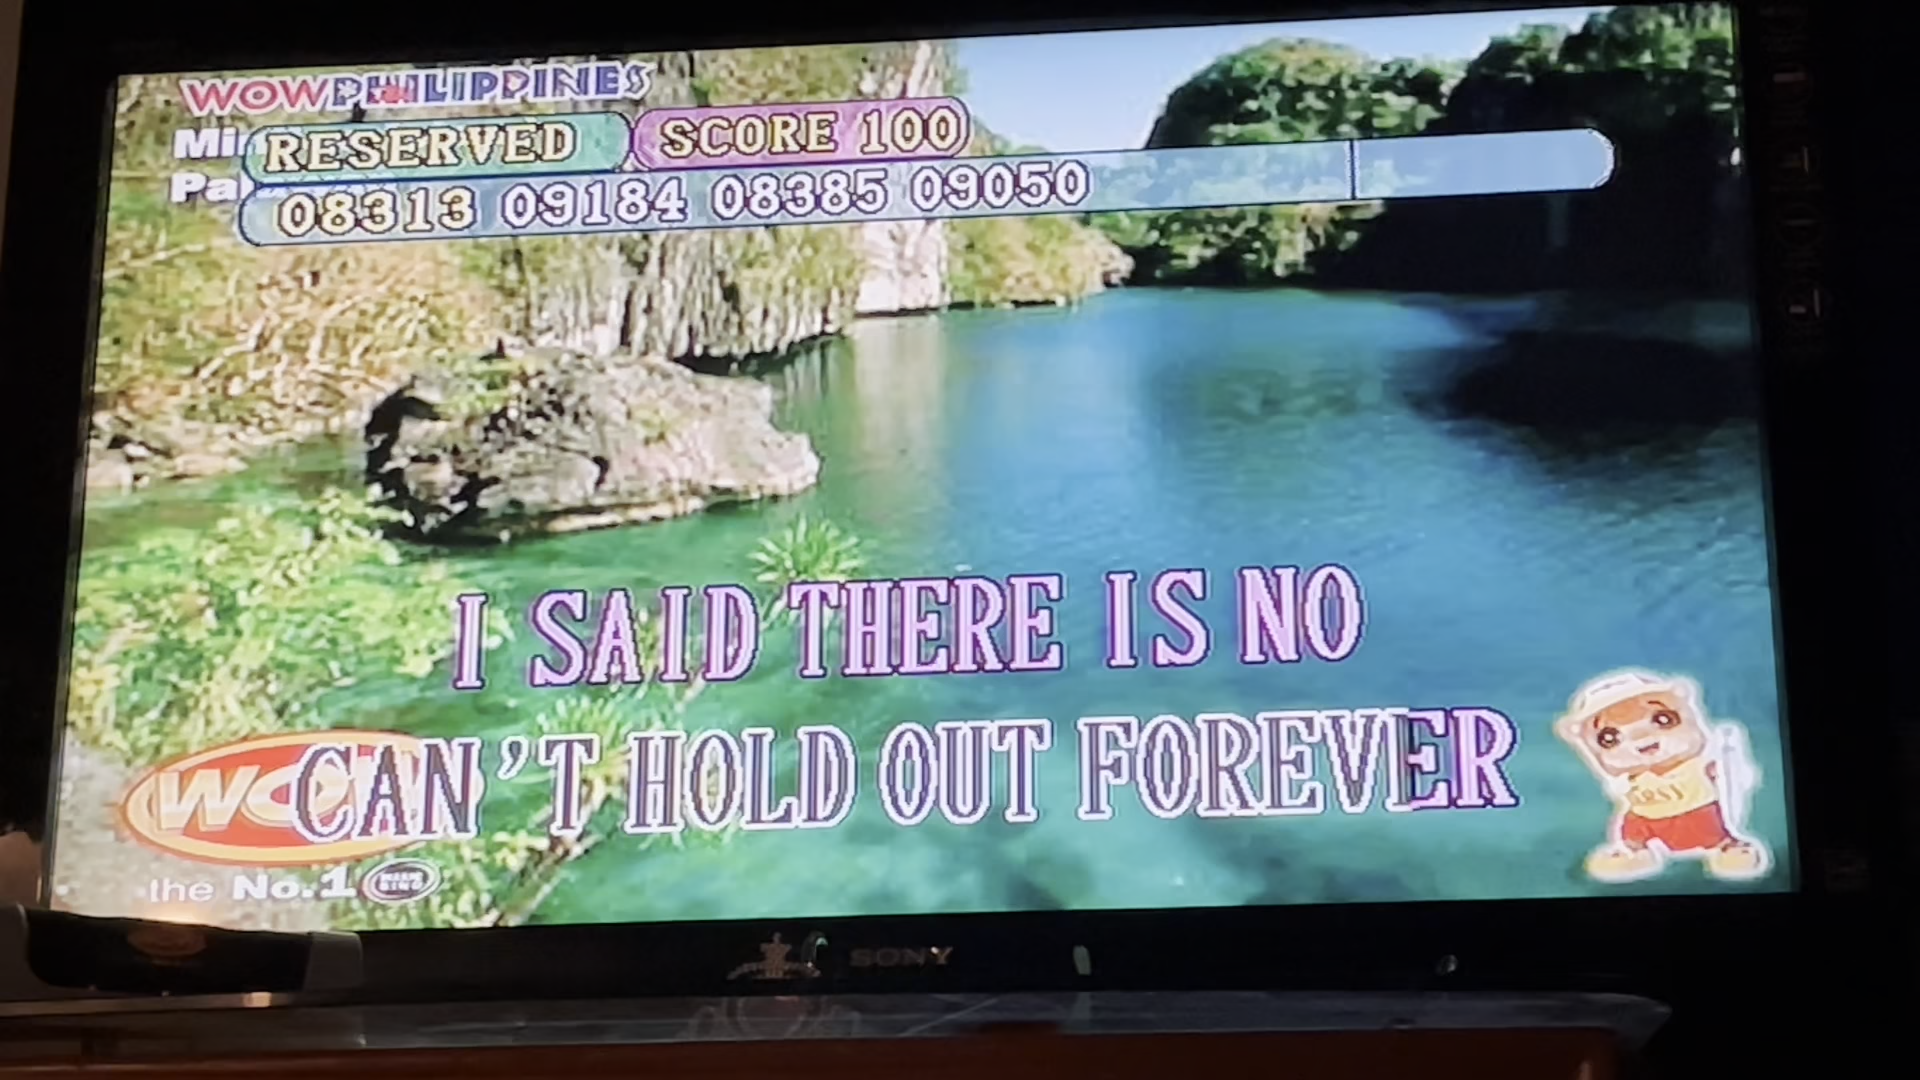 WOWPHILIPPINES
RESERVED SCORE 100
08313 09184 08385 09050
I SAID THERE IS NO
CAN'T HOLD OUT FOREVER
the No.1
SONY